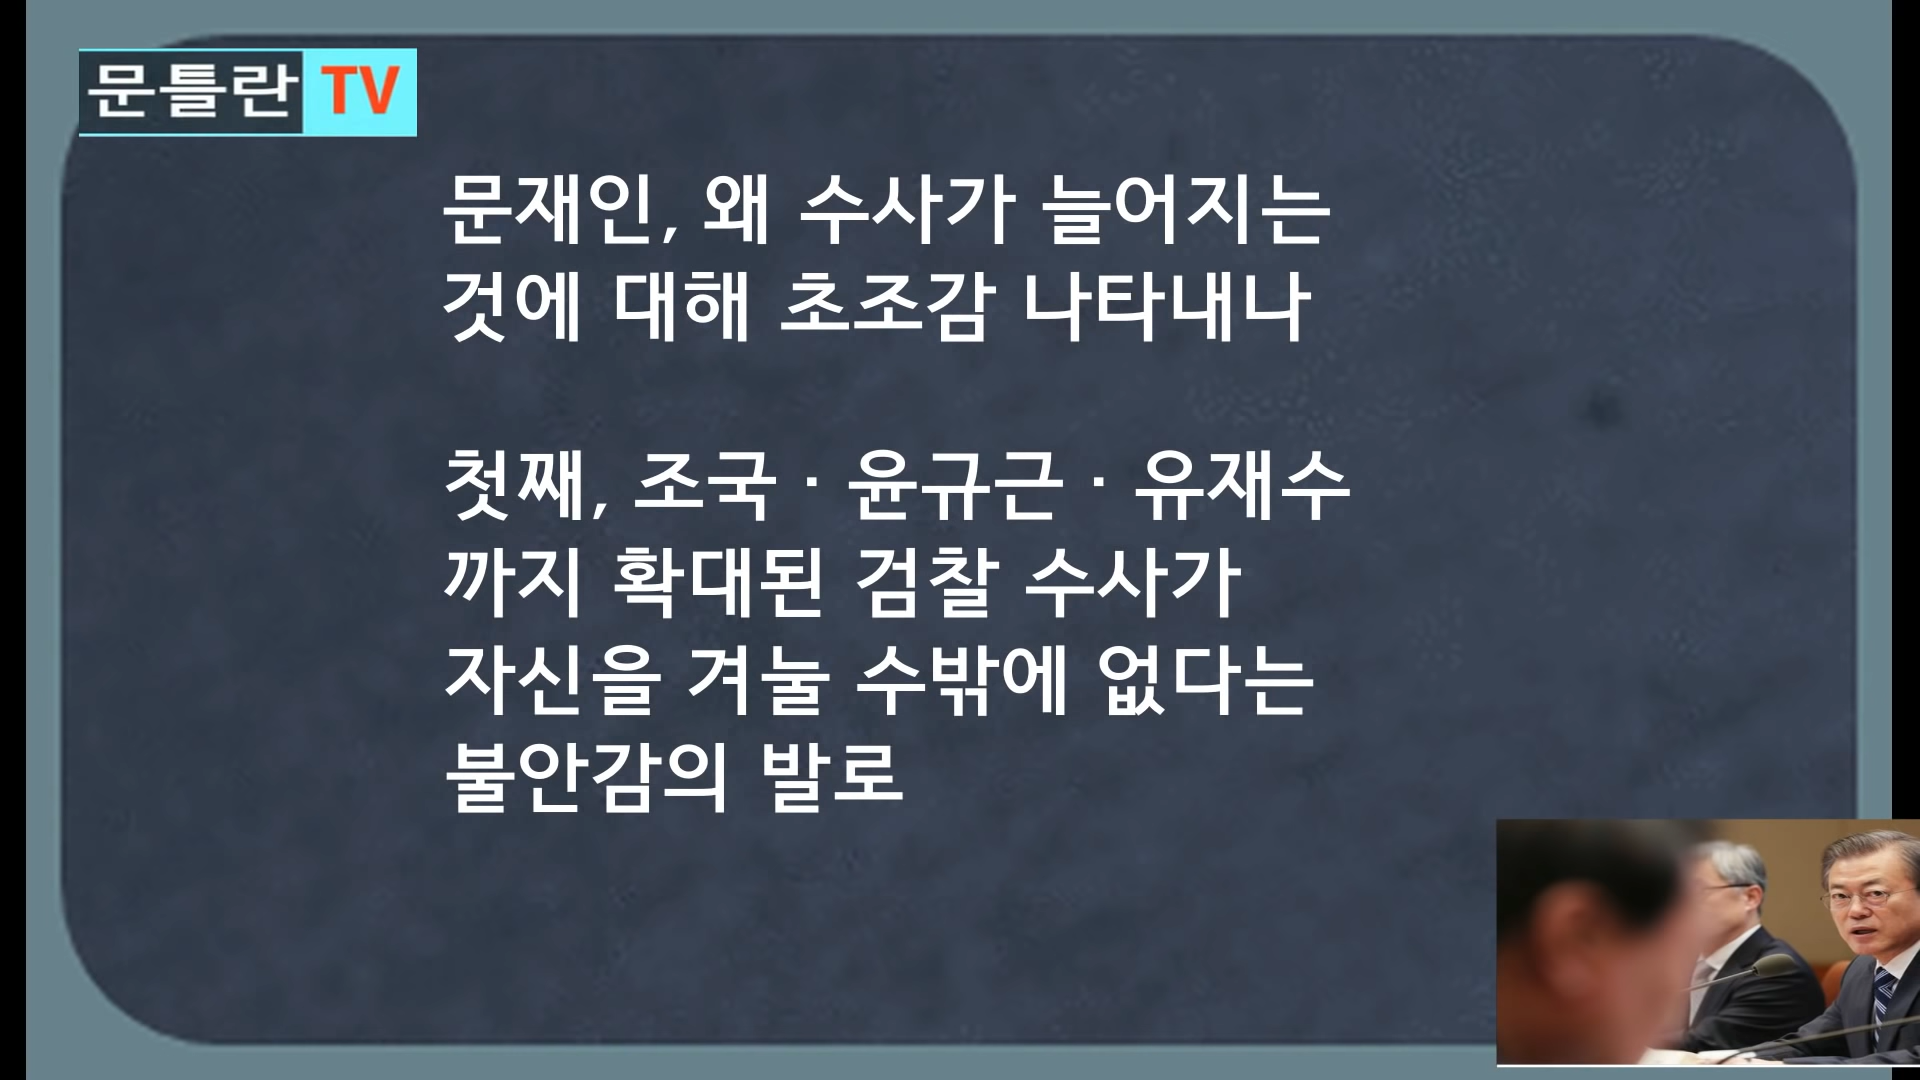 문틀란 TV
문재인, 왜 수사가 늘어지는
것에 대해 초조감 나타내나
첫째, 조국 · 윤규근 · 유재수
까지 확대된 검찰 수사가
자신을 겨눌 수밖에 없다는
불안감의 발로